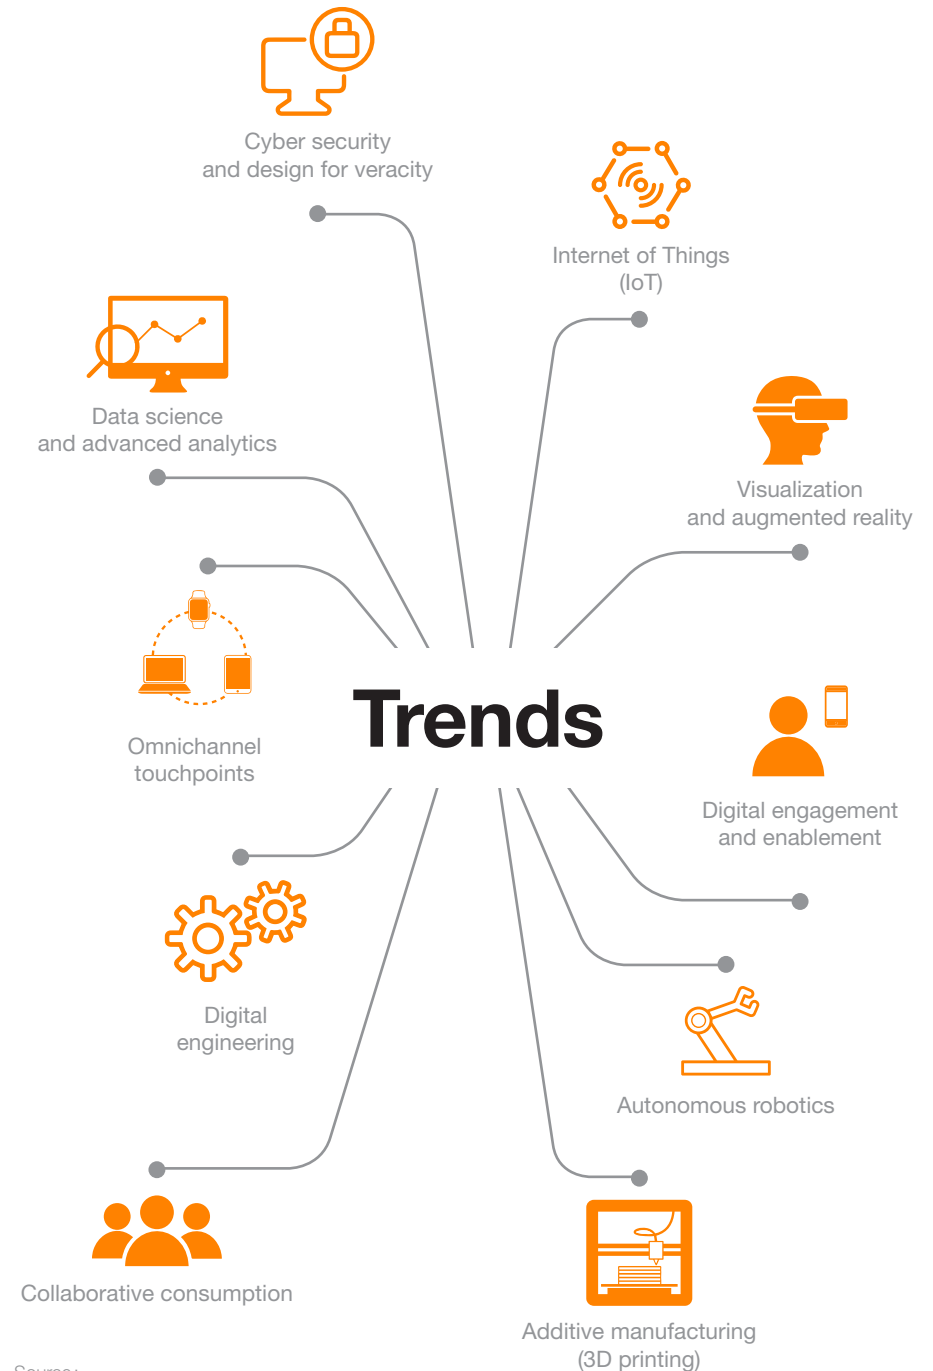 Cyber security
and design for veracity
Internet of Things
(IoT)
Data science
and advanced analytics
Visualization
and augmented reality
Omnichannel
touchpoints
Trends
Digital engagement
and enablement
Digital
engineering
Autonomous robotics
Collaborative consumption
Additive manufacturing
(3D printing)
Source: